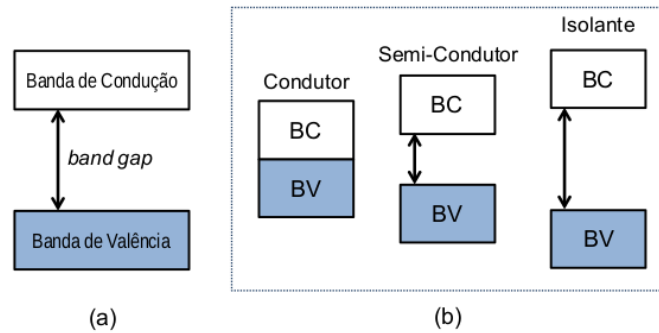 Banda de Condução
band gap
Banda de Valência
(a)
Condutor
BC
BV
Semi-Condutor
BC
BV
Isolante
BC
BV
(b)